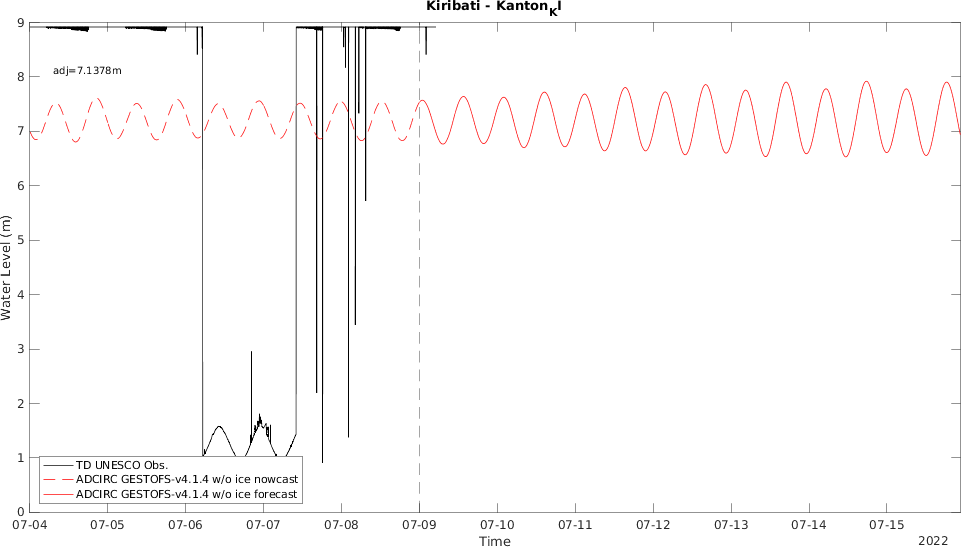 Kiribati - Kanton_KI
9
8
adj=7.1378m
7
6
5
4
3
2
1
0
Water Level (m)
TD UNESCO Obs.
ADCIRC GESTOFS-v4.1.4 w/o ice nowcast
ADCIRC GESTOFS-v4.1.4 w/o ice forecast
07-04 07-05 07-06 07-07 07-08 07-09 07-10 07-11 07-12 07-13 07-14 07-15
Time
2022